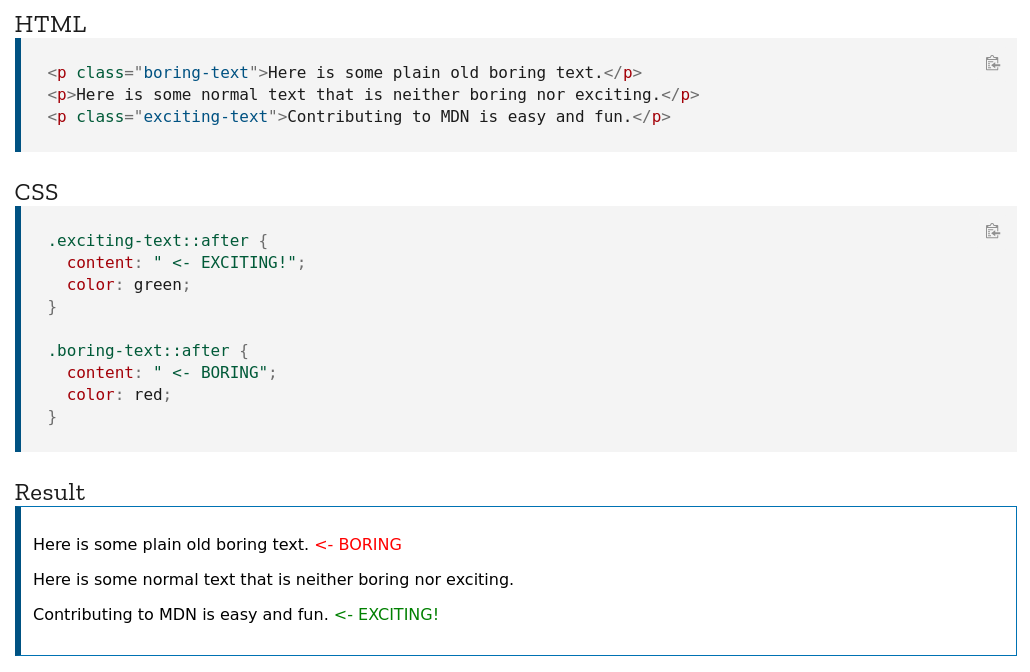 HTML
<p class="boring-text">Here is some plain old boring text.</p>
<p>Here is some normal text that is neither boring nor exciting.</p>
<p class="exciting-text">Contributing to MDN is easy and fun.</p>
CSS
.exciting-text::after {
  content: " <- EXCITING!";
  color: green;
}
.boring-text::after {
  content: " <- BORING";
  color: red;
}
Result
Here is some plain old boring text. <- BORING
Here is some normal text that is neither boring nor exciting.
Contributing to MDN is easy and fun. <- EXCITING!